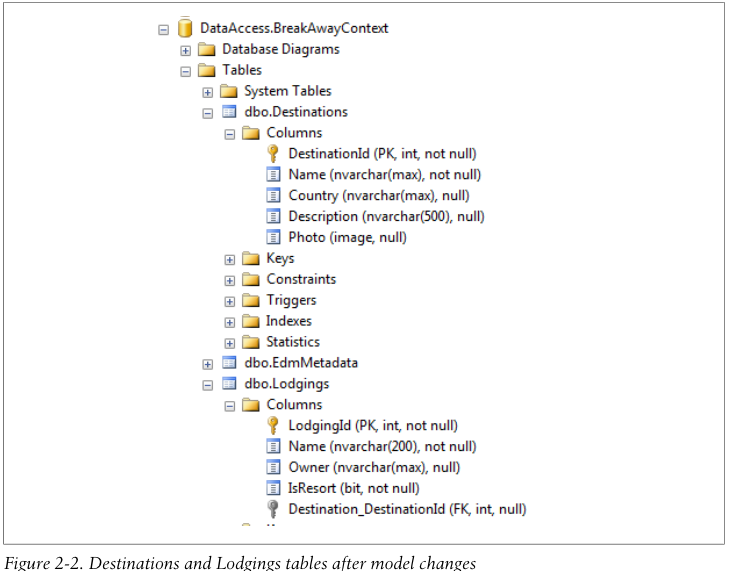 DataAccess.BreakAwayContext
Database Diagrams
Tables
System Tables
dbo.Destinations
Columns
DestinationId (PK, int, not null)
Name (nvarchar(max), not null)
Country (nvarchar(max), null)
Description (nvarchar(500), null)
Photo (image, null)
Keys
Constraints
Triggers
Indexes
Statistics
dbo.EdmMetadata
dbo.Lodgings
Columns
LodgingId (PK, int, not null)
Name (nvarchar(200), not null)
Owner (nvarchar(max), null)
IsResort (bit, not null)
Destination_DestinationId (FK, int, null)
Figure 2-2. Destinations and Lodgings tables after model changes